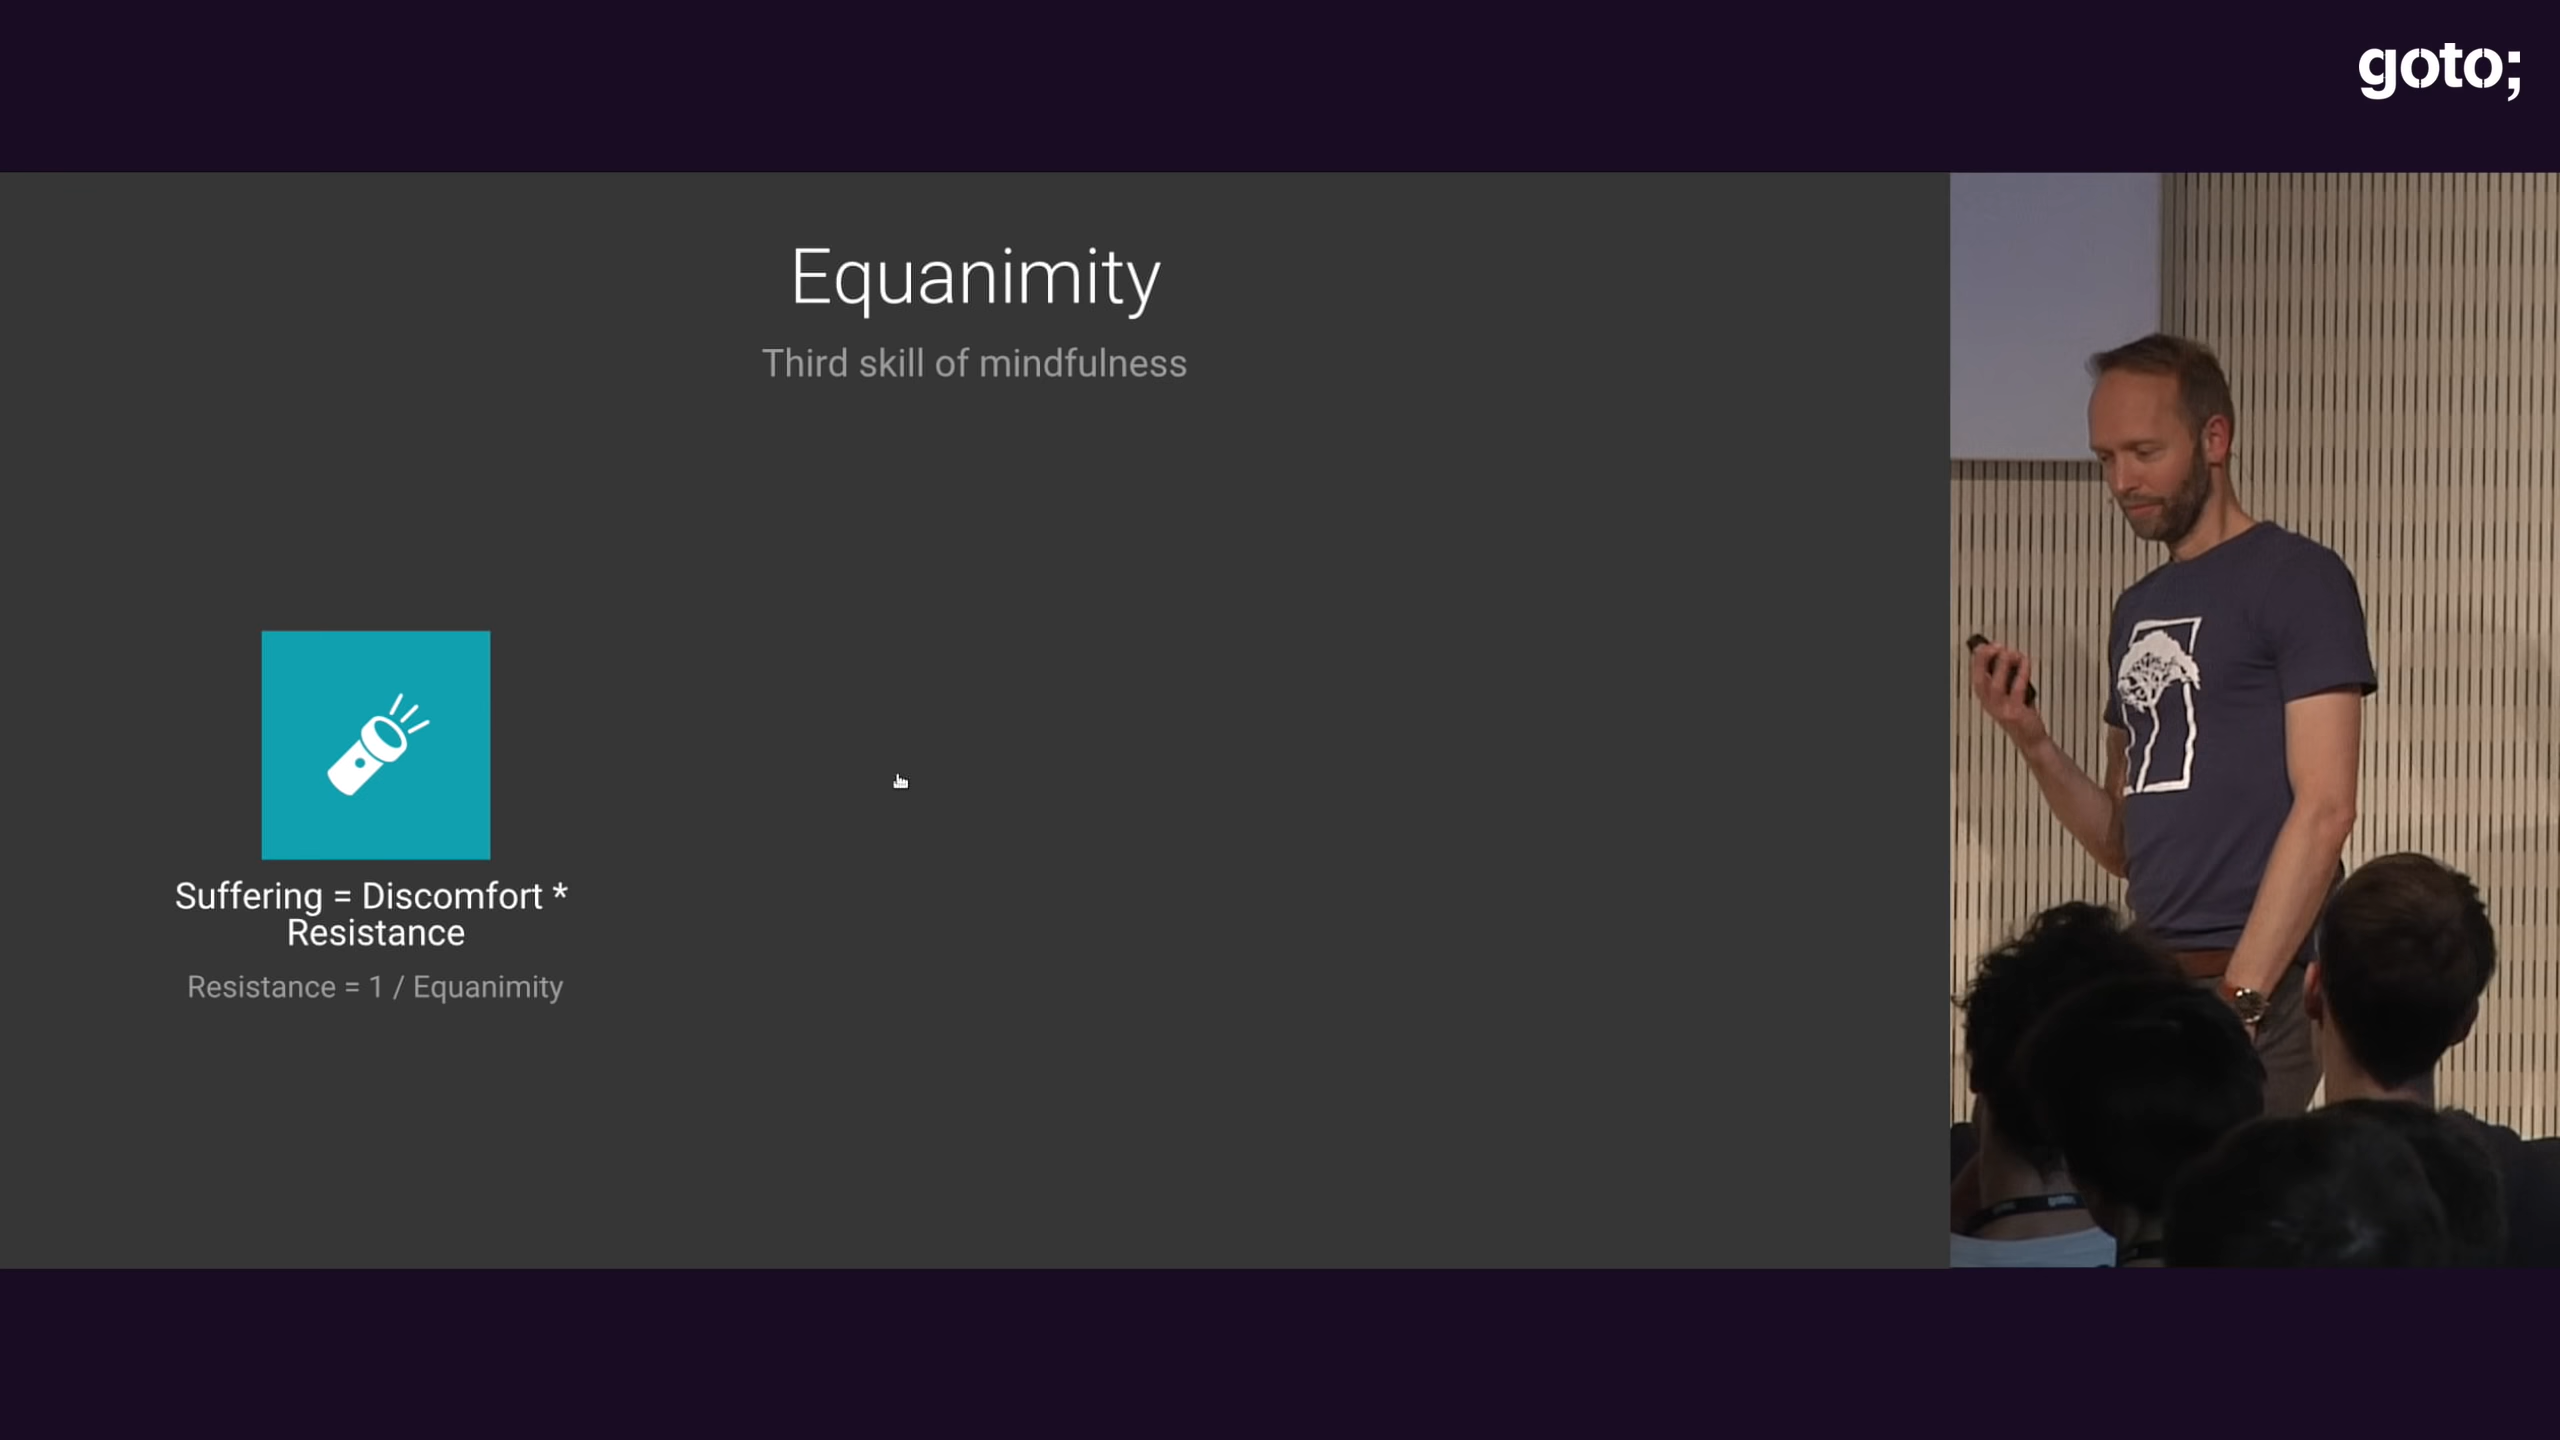 goto;
Equanimity
Third skill of mindfulness
Suffering = Discomfort *
Resistance
Resistance = 1 / Equanimity